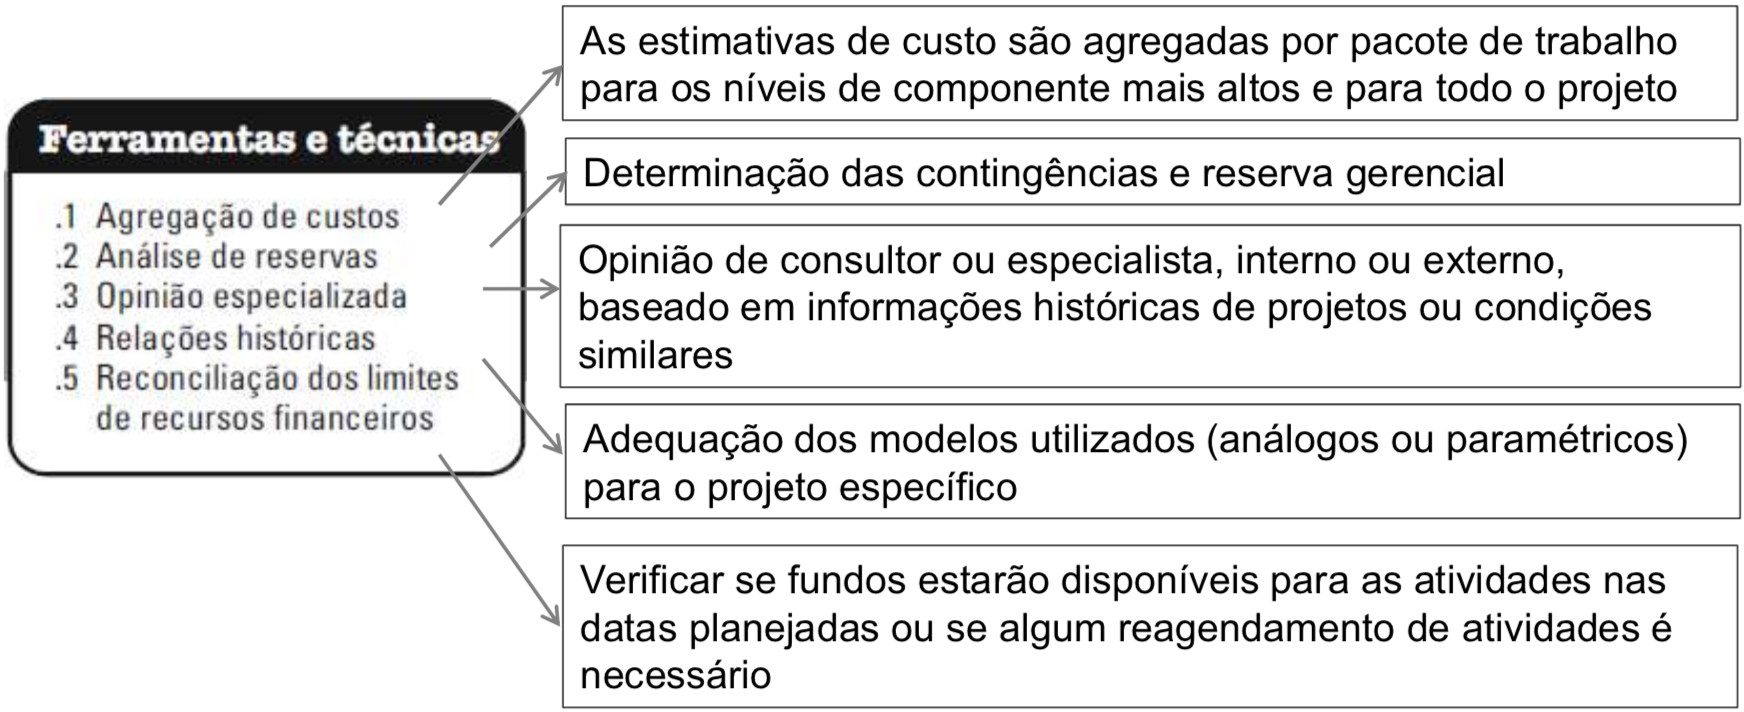 Ferramentas e técnicas
.1 Agregação de custos
.2 Análise de reservas
.3 Opinião especializada
.4 Relações históricas
.5 Reconciliação dos limites
de recursos financeiros
As estimativas de custo são agregadas por pacote de trabalho
para os níveis de componente mais altos e para todo o projeto
Determinação das contingências e reserva gerencial
Opinião de consultor ou especialista, interno ou externo,
baseado em informações históricas de projetos ou condições
similares
Adequação dos modelos utilizados (análogos ou paramétricos)
para o projeto específico
Verificar se fundos estarão disponíveis para as atividades nas
datas planejadas ou se algum reagendamento de atividades é
necessário